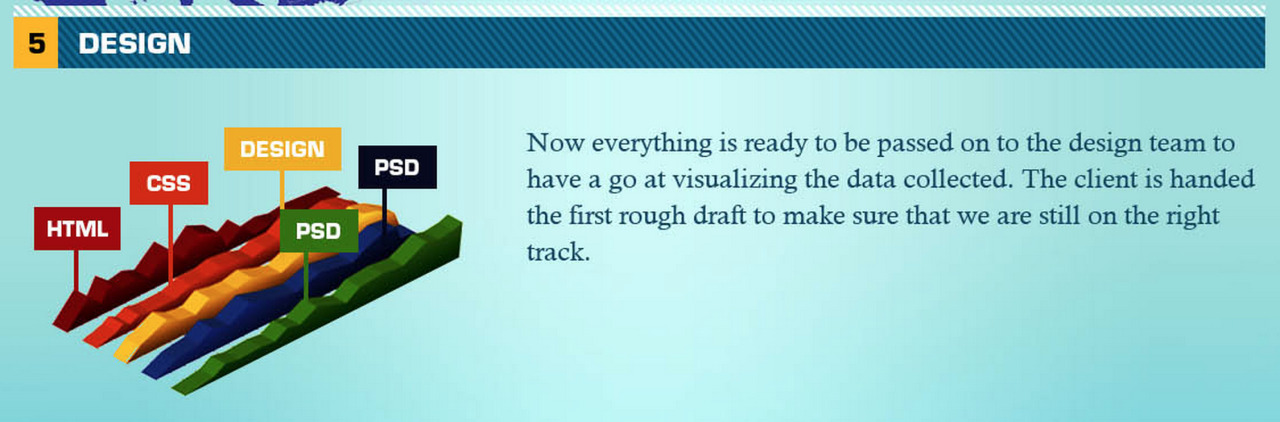 5 DESIGN
DESIGN
PSD
CSS
HTML
PSD
Now everything is ready to be passed on to the design team to
have a go at visualizing the data collected. The client is handed
the first rough draft to make sure that we are still on the right
track.